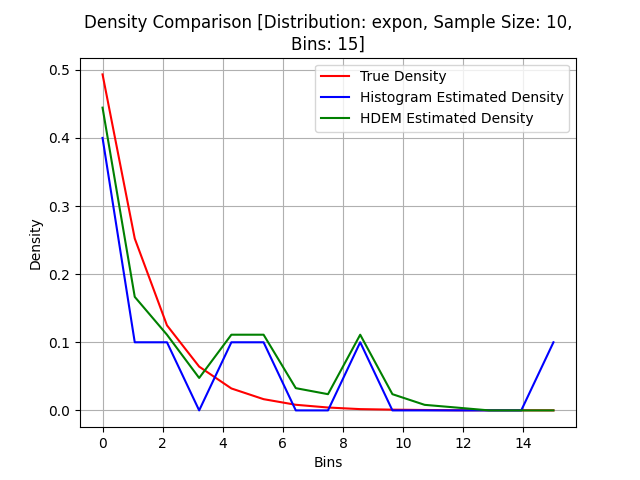 Density Comparison [Distribution: expon, Sample Size: 10,
Bins: 15]
True Density
Histogram Estimated Density
HDEM Estimated Density
Density
0.5
0.4
0.3
0.2
0.1
0.0
0 2 4 6 8 10 12 14
Bins